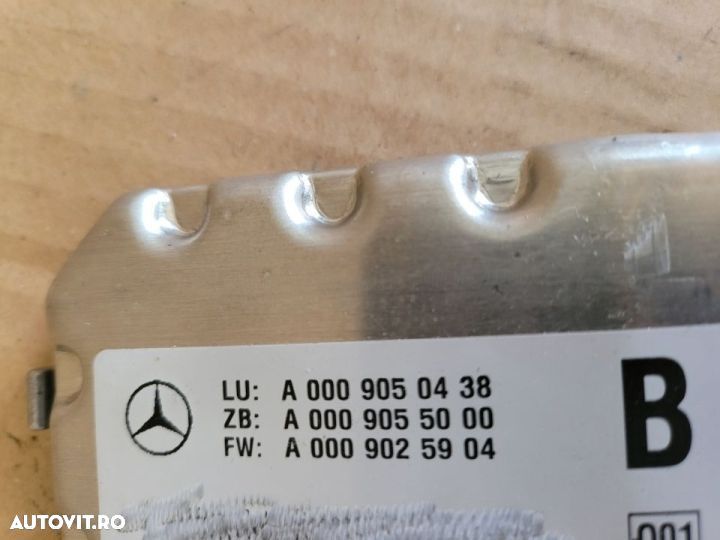 LU: A 000 905 04 38
ZB: A 000 905 50 00
FW: A 000 902 59 04
B
001
AUTOVIT.RO